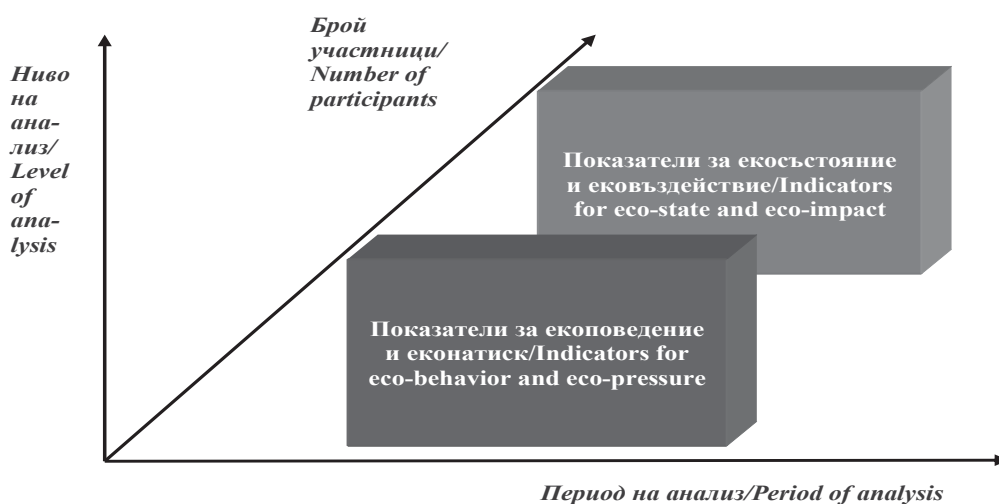 Брой
участници/
Number of
participants
Ниво
на
ана-
лиз/
Level
of
ana-
lysis
Показатели за екосъстояние
и ековъздействие/Indicators
for eco-state and eco-impact
Показатели за екоповедение
и еконатиск/Indicators for
eco-behavior and eco-pressure
Период на анализ/Period of analysis